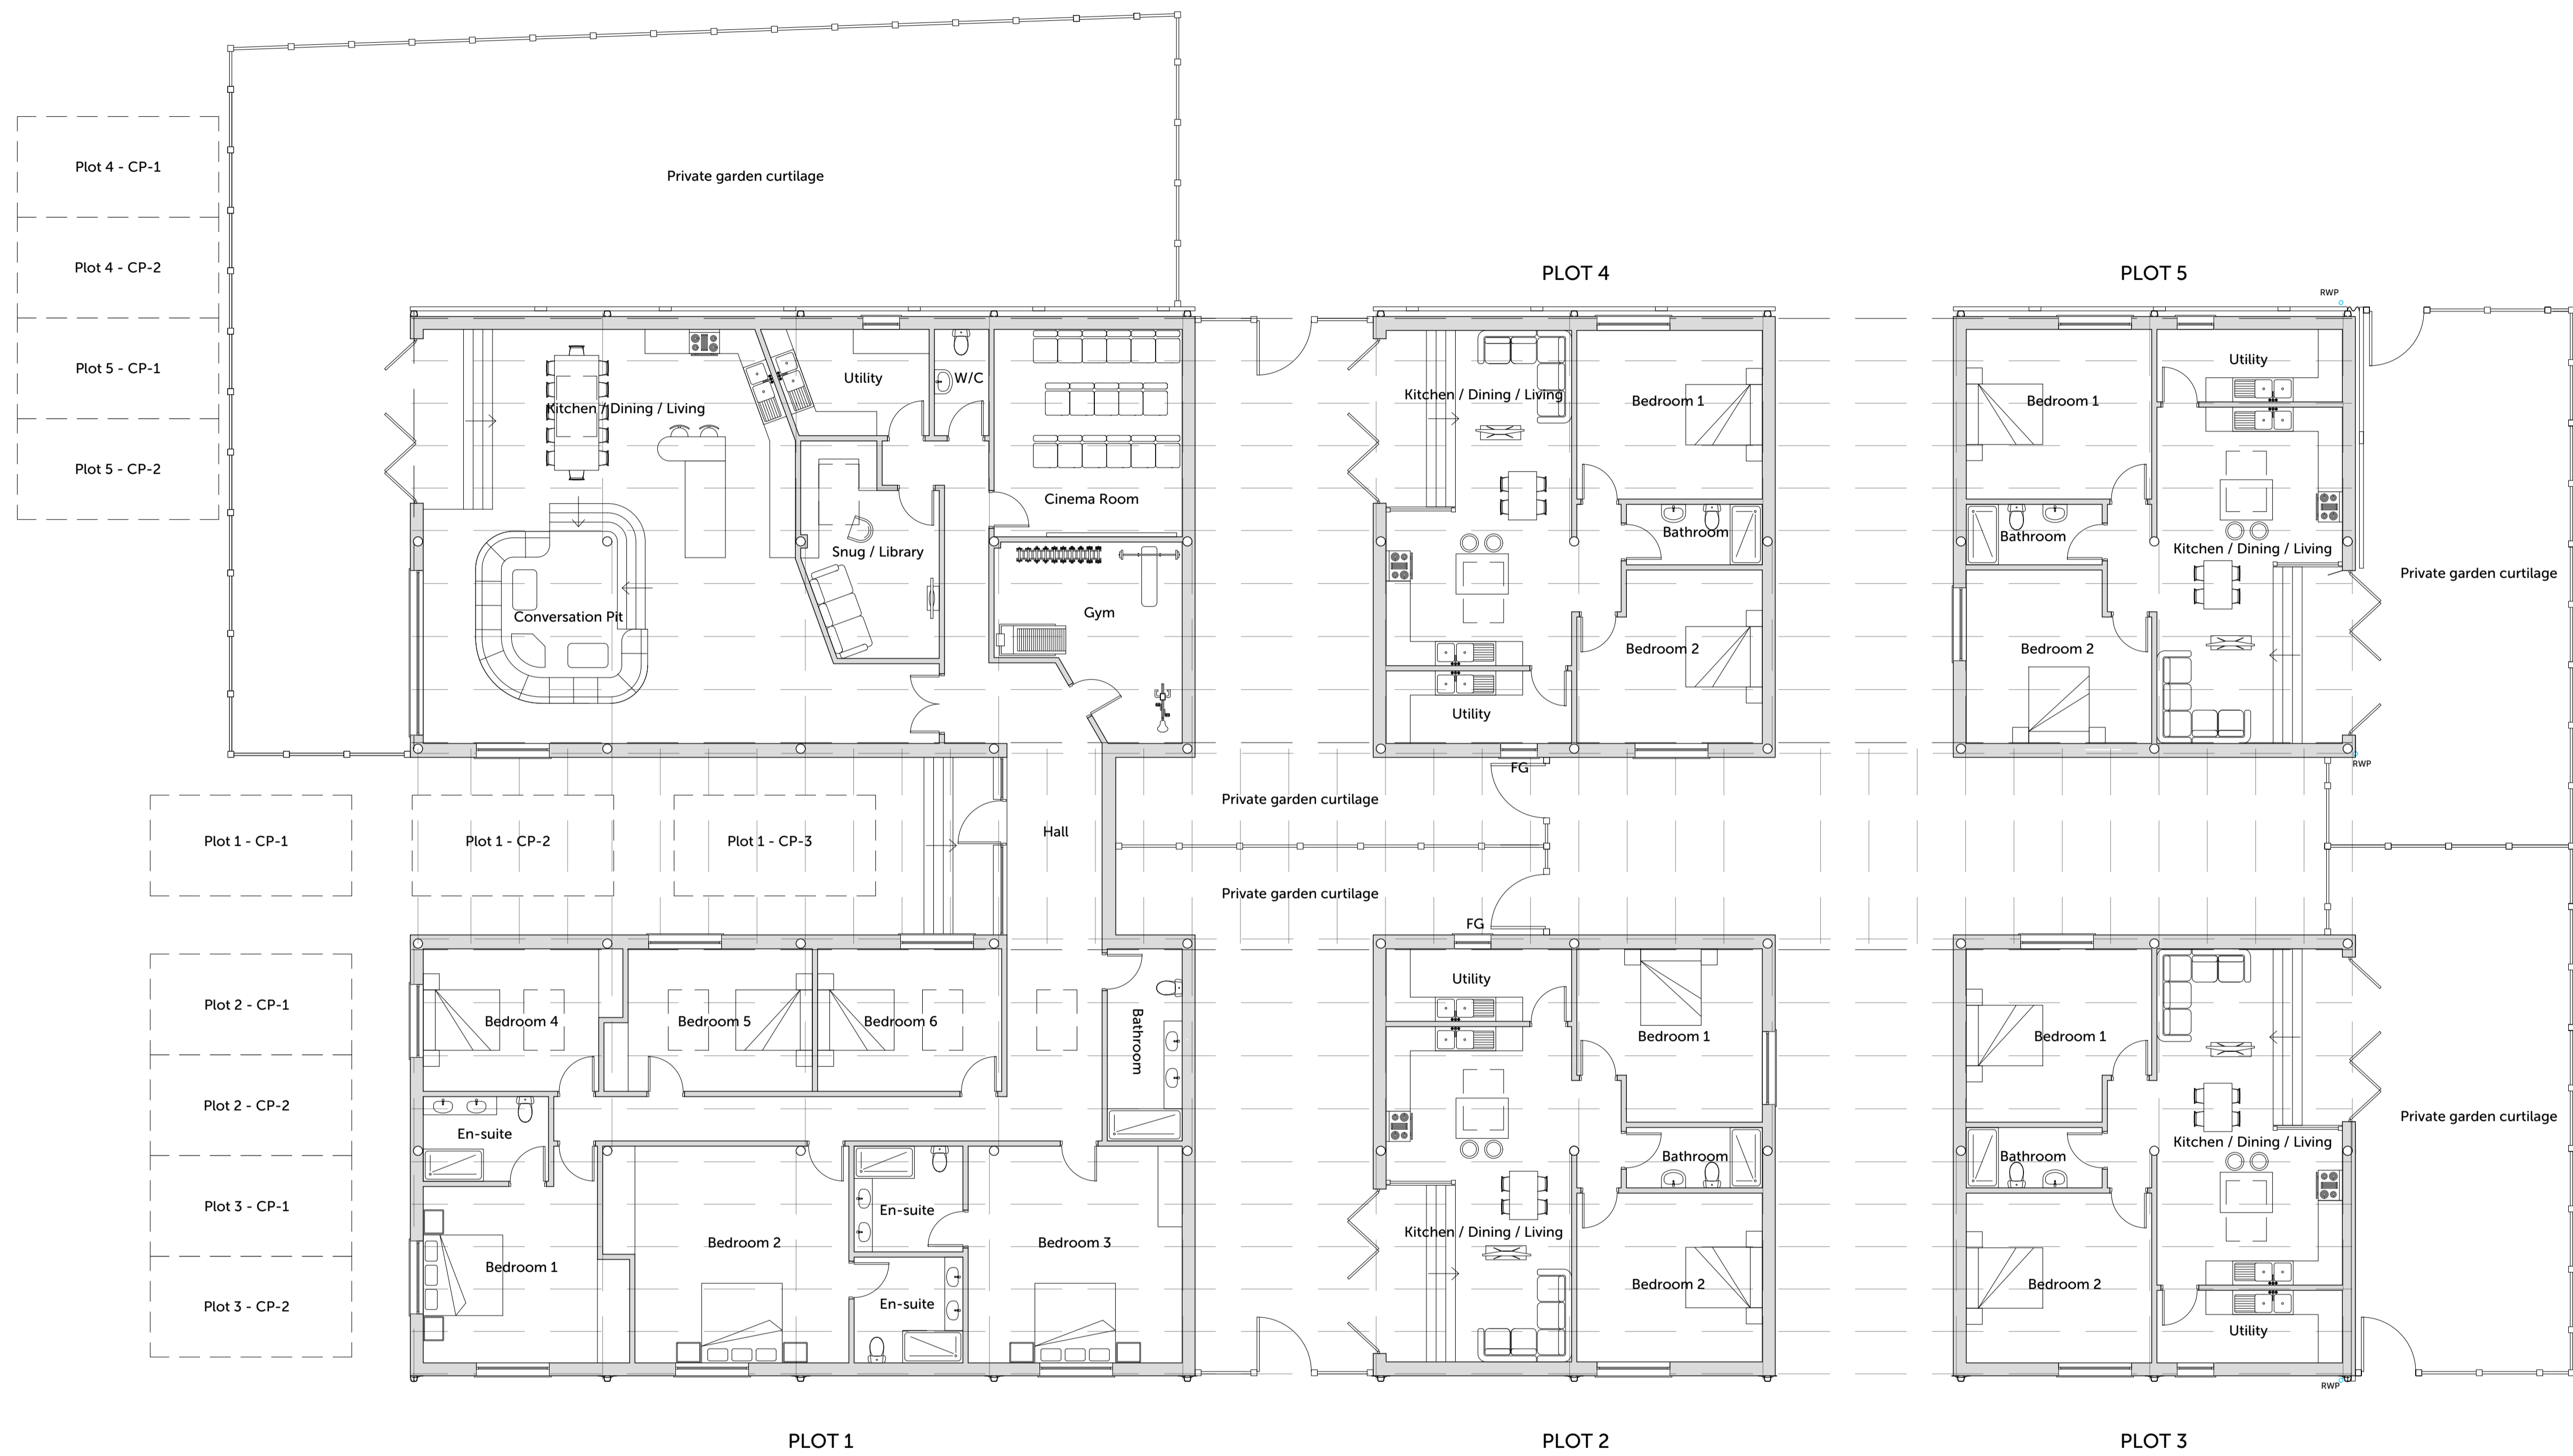 Plot 4 - CP-1
Plot 4 - CP-2
Plot 5 - CP-1
Plot 5 - CP-2
Private garden curtilage
Kitchen / Dining / Living
Utility
W/C
Cinema Room
Snug / Library
Conversation Pit
Gym
PLOT 4
Kitchen / Dining / Living
Bedroom 1
Bathroom
Bedroom 2
Utility
FG
PLOT 5
RWP
Utility
Bedroom 1
Bathroom
Kitchen / Dining / Living
Bedroom 2
RWP
Private garden curtilage
Plot 1 - CP-1
Plot 1 - CP-2
Plot 1 - CP-3
Hall
Private garden curtilage
Private garden curtilage
Plot 2 - CP-1
Plot 2 - CP-2
Plot 3 - CP-1
Plot 3 - CP-2
Bedroom 4
Bedroom 5
Bedroom 6
Bathroom
En-suite
Bedroom 1
Bedroom 2
En-suite
En-suite
Bedroom 3
PLOT 1
FG
Utility
Bedroom 1
Bathroom
Kitchen / Dining / Living
Bedroom 2
PLOT 2
Bedroom 1
Kitchen / Dining / Living
Bathroom
Bedroom 2
Utility
RWP
Private garden curtilage
PLOT 3